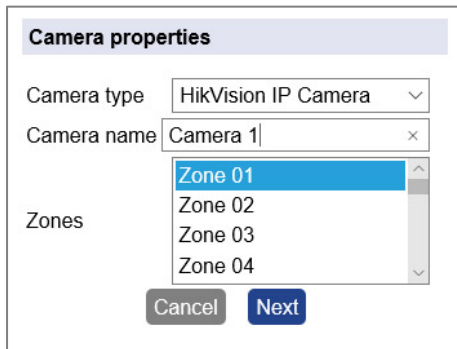 Camera properties
Camera type HikVision IP Camera
Camera name Camera 1
Zones
Zone 01
Zone 02
Zone 03
Zone 04
Cancel Next